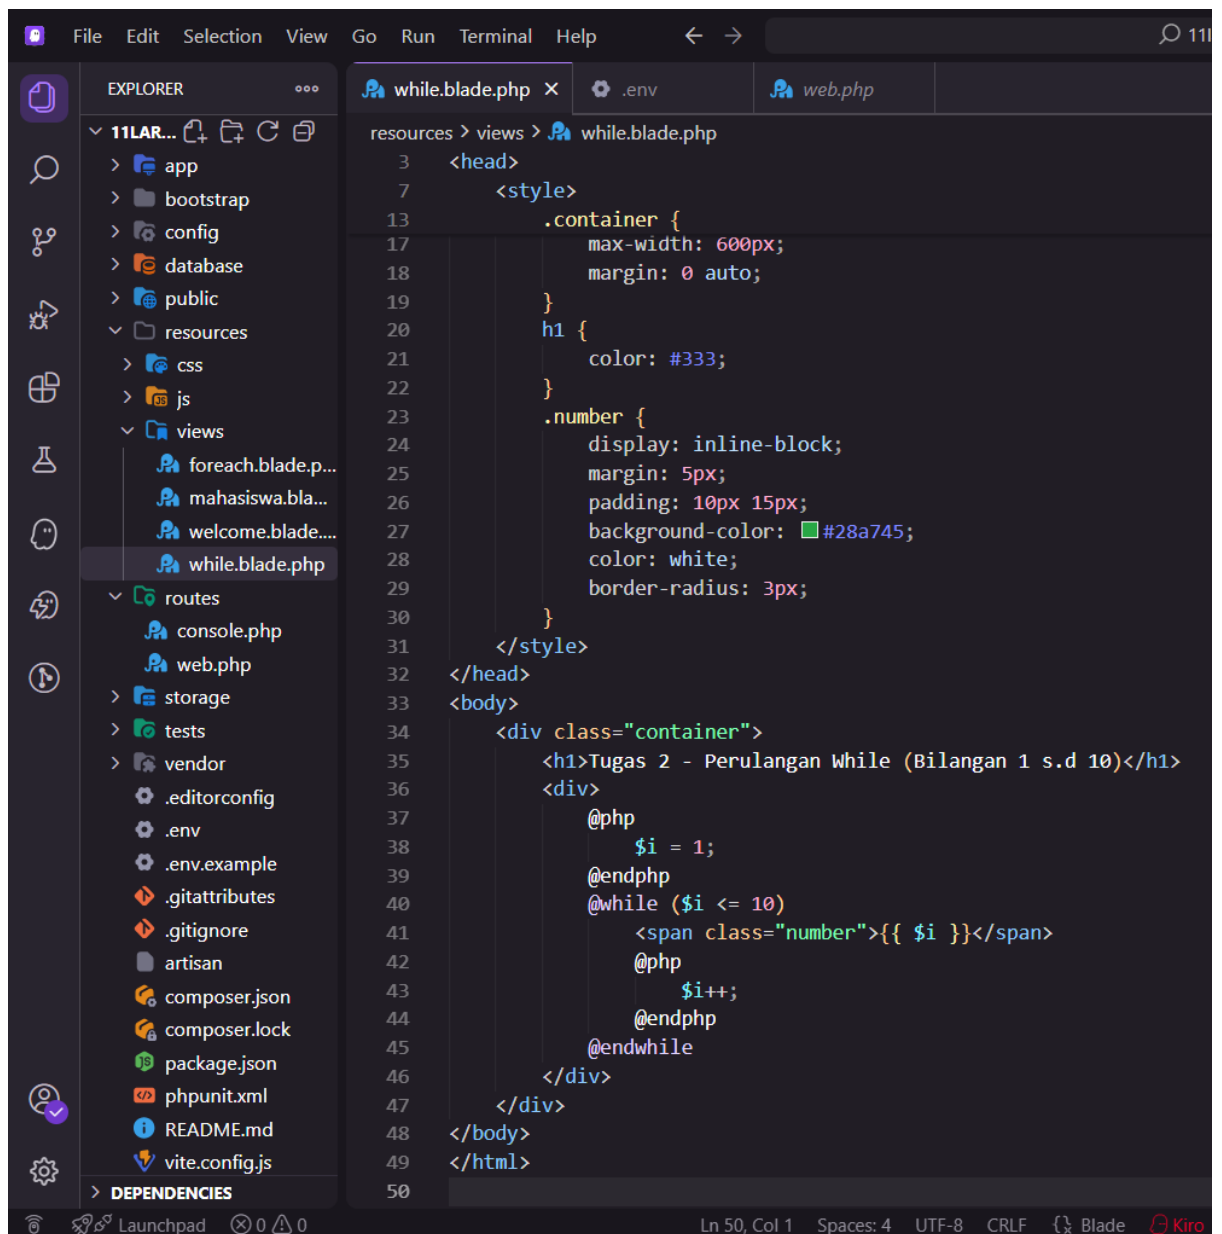 File Edit Selection View Go Run Terminal Help
EXPLORER
11LAR...
app
bootstrap
config
database
public
resources
css
js
views
foreach.blade.p...
mahasiswa.bla...
welcome.blade....
while.blade.php
routes
console.php
web.php
storage
tests
vendor
.editorconfig
.env
.env.example
.gitattributes
.gitignore
artisan
composer.json
composer.lock
package.json
phpunit.xml
README.md
vite.config.js
DEPENDENCIES
while.blade.php .env web.php
resources > views > while.blade.php
3 <head>
7 <style>
13 .container {
17 max-width: 600px;
18 margin: 0 auto;
19 }
20 h1 {
21 color: #333;
22 }
23 .number {
24 display: inline-block;
25 margin: 5px;
26 padding: 10px 15px;
27 background-color: #28a745;
28 color: white;
29 border-radius: 3px;
30 }
31 </style>
32 </head>
33 <body>
34 <div class="container">
35 <h1>Tugas 2 - Perulangan While (Bilangan 1 s.d 10)</h1>
36 <div>
37 @php
38 $i = 1;
39 @endphp
40 @while ($i <= 10)
41 <span class="number">{{ $i }}</span>
42 @php
43 $i++;
44 @endphp
45 @endwhile
46 </div>
47 </div>
48 </body>
49 </html>
50
Launchpad 0 0 Ln 50, Col 1 Spaces: 4 UTF-8 CRLF Blade Kiro